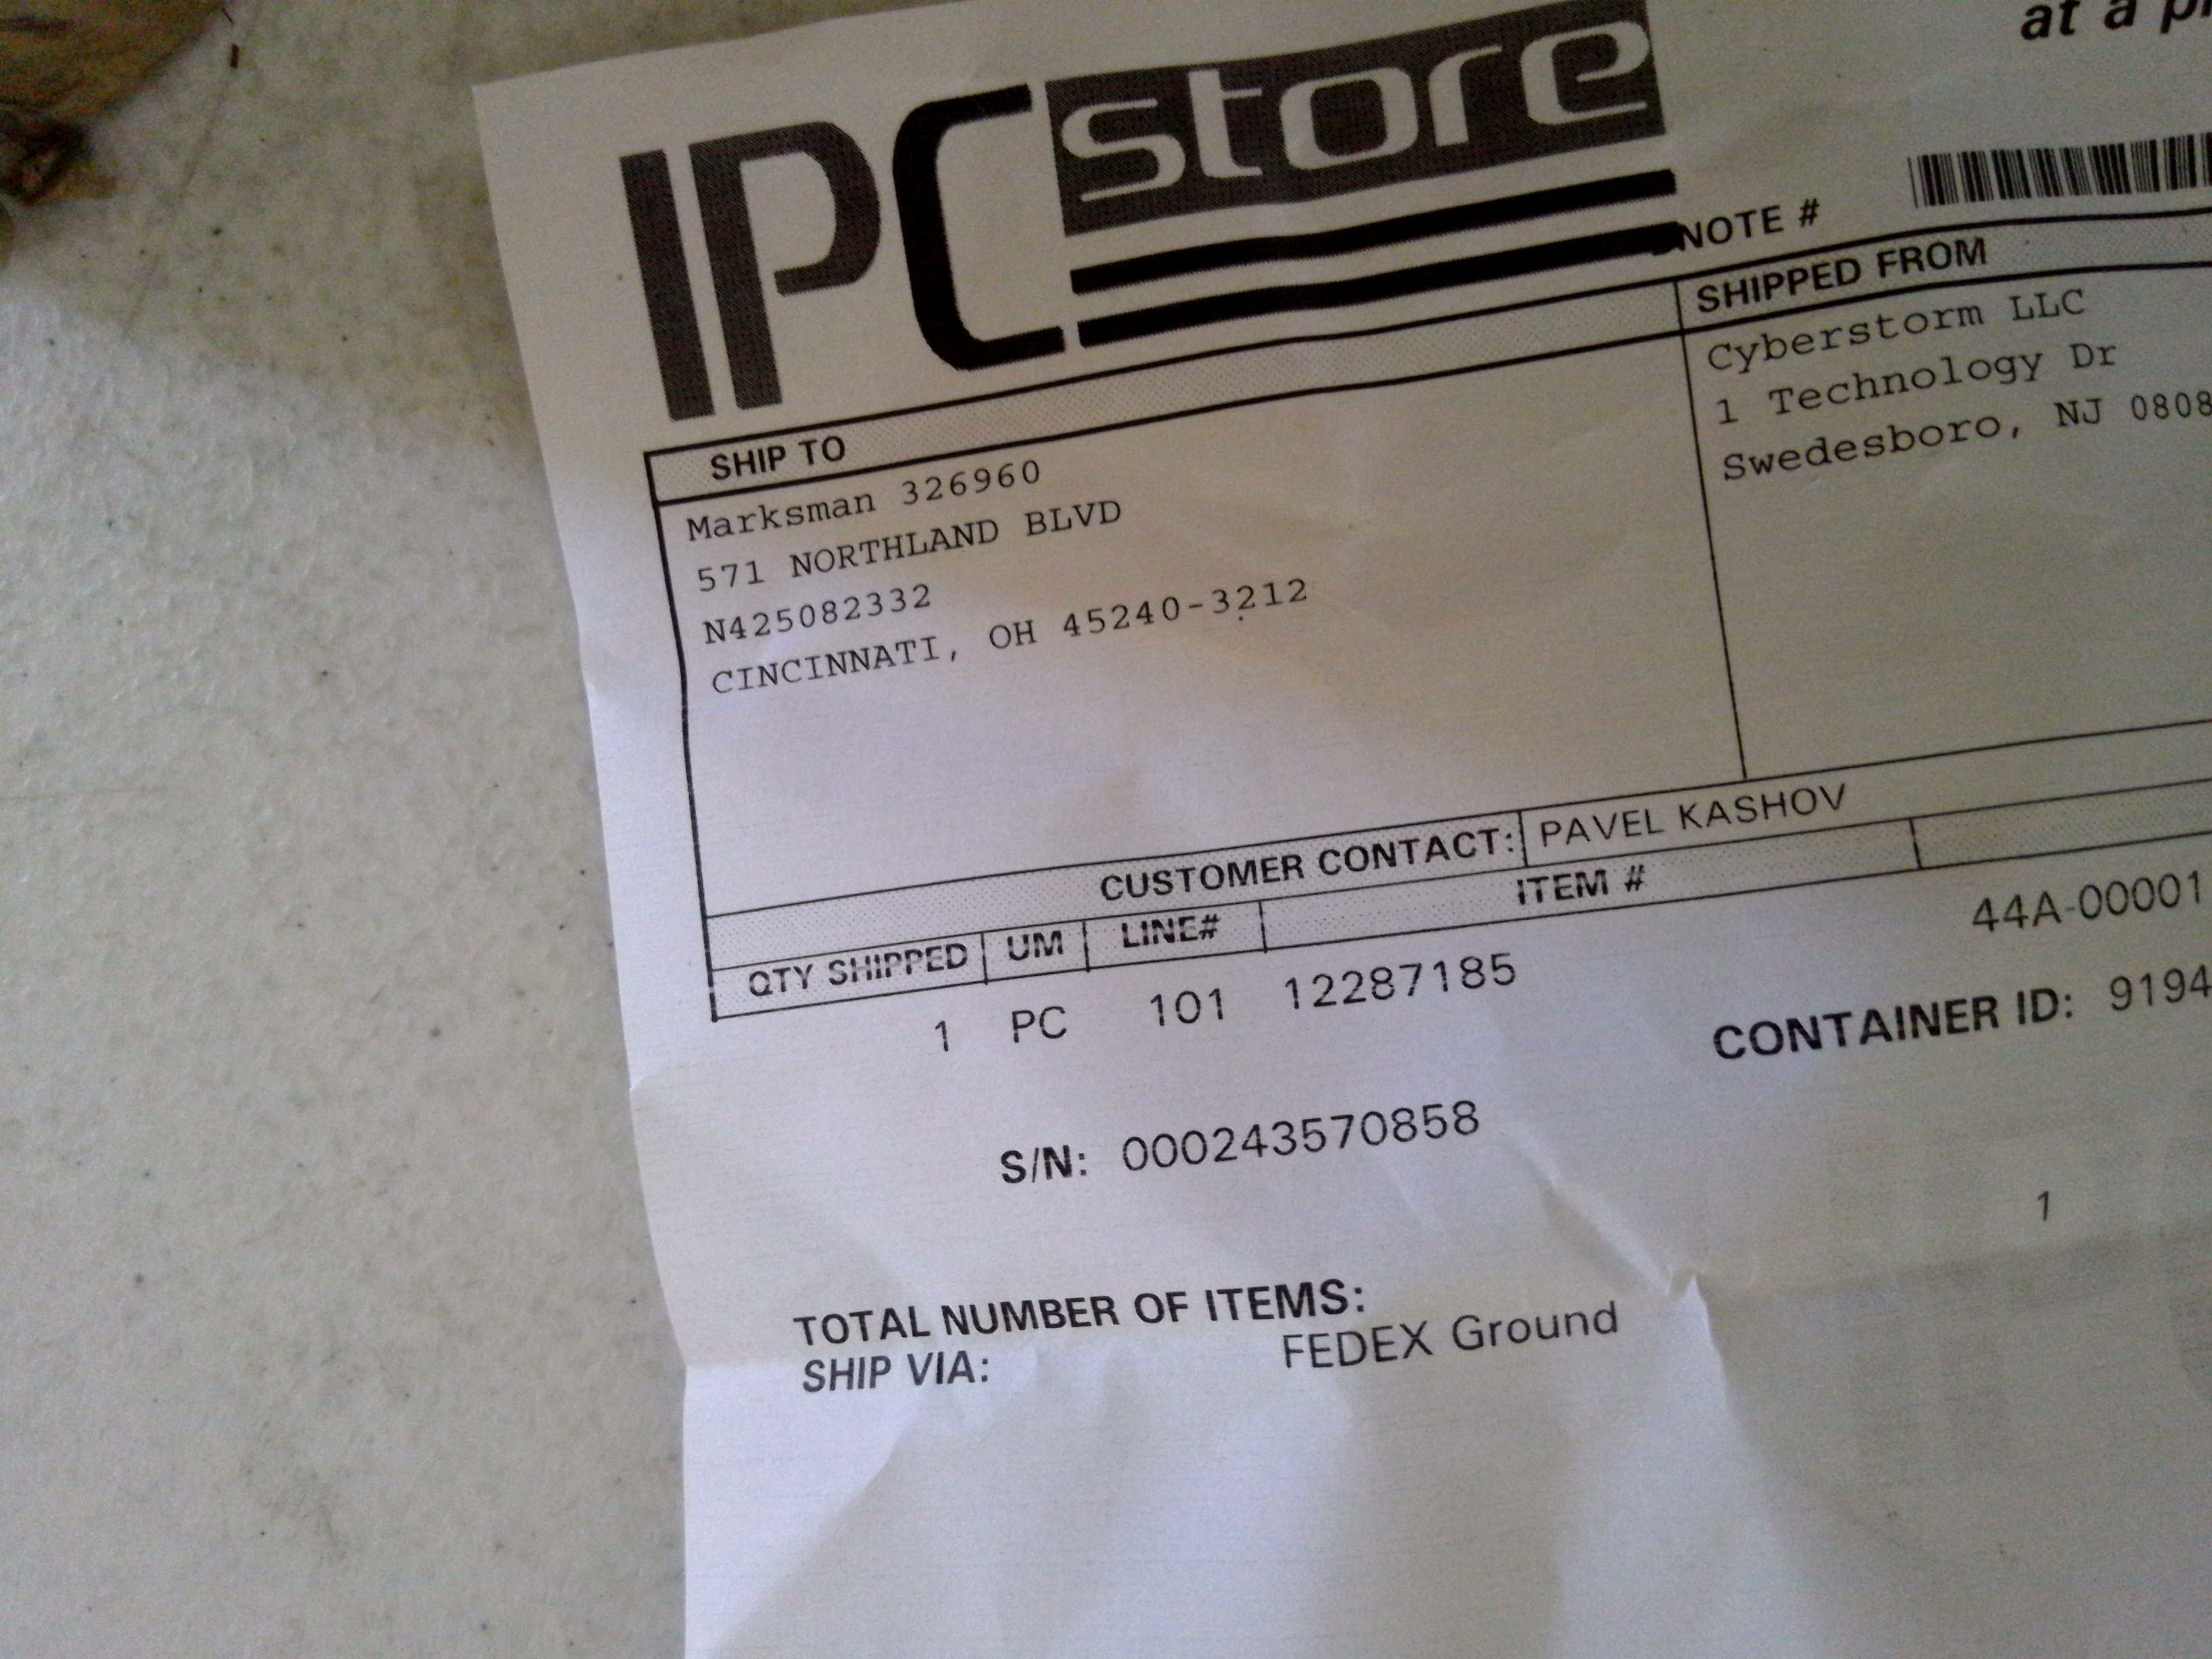 at a
IPC store
NOTE #
SHIP TO
SHIPPED FROM
Marksman 326960
571 NORTHLAND BLVD
N425082332
CINCINNATI, OH 45240-3212
Cyberstorm LLC
1 Technology Dr
Swedesboro, NJ 0808
CUSTOMER CONTACT: PAVEL KASHOV
QTY SHIPPED UM LINE# ITEM #
1 PC 101 12287185 44A-00001
CONTAINER ID: 9194
S/N: 000243570858
TOTAL NUMBER OF ITEMS: 1
SHIP VIA: FEDEX Ground